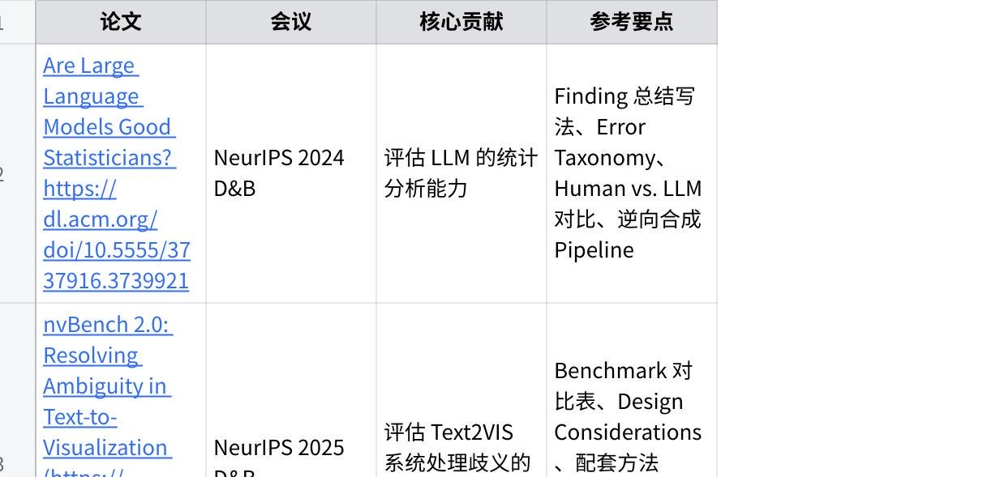 1
论文
会议
核心贡献
参考要点
2
Are Large
Language
Models Good
Statisticians?
https://
dl.acm.org/
doi/10.5555/37
37916.3739921
NeurIPS 2024
D&B
评估 LLM 的统计
分析能力
Finding 总结写
法、Error
Taxonomy、
Human vs. LLM
对比、逆向合成
Pipeline
3
nvBench 2.0:
Resolving
Ambiguity in
Text-to-
Visualization
(https://
NeurIPS 2025
D&B
评估 Text2VIS
系统处理歧义的
Benchmark 对
比表、Design
Considerations
、配套方法